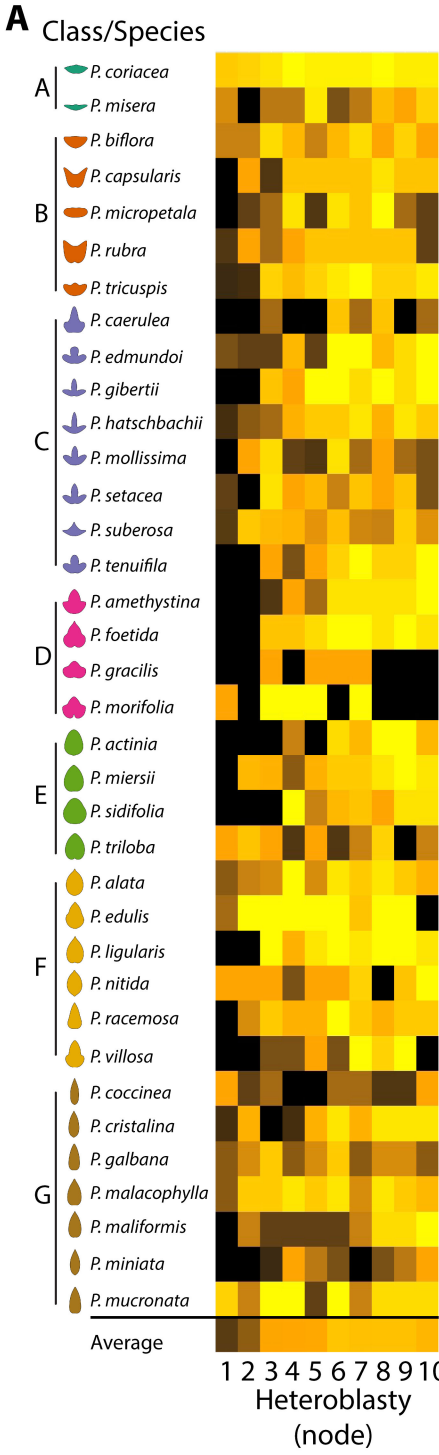 A
Class/Species
A
P. coriacea
P. misera
B
P. biflora
P. capsularis
P. micropetala
P. rubra
P. tricuspis
C
P. caerulea
P. edmundoi
P. gibertii
P. hatschbachii
P. mollissima
P. setacea
P. suberosa
P. tenuifila
D
P. amethystina
P. foetida
P. gracilis
P. morifolia
E
P. actinia
P. miersii
P. sidifolia
P. triloba
F
P. alata
P. edulis
P. ligularis
P. nitida
P. racemosa
P. villosa
G
P. coccinea
P. cristalina
P. galbana
P. malacophylla
P. maliformis
P. miniata
P. mucronata
Average
1 2 3 4 5 6 7 8 9 10
Heteroblasty
(node)